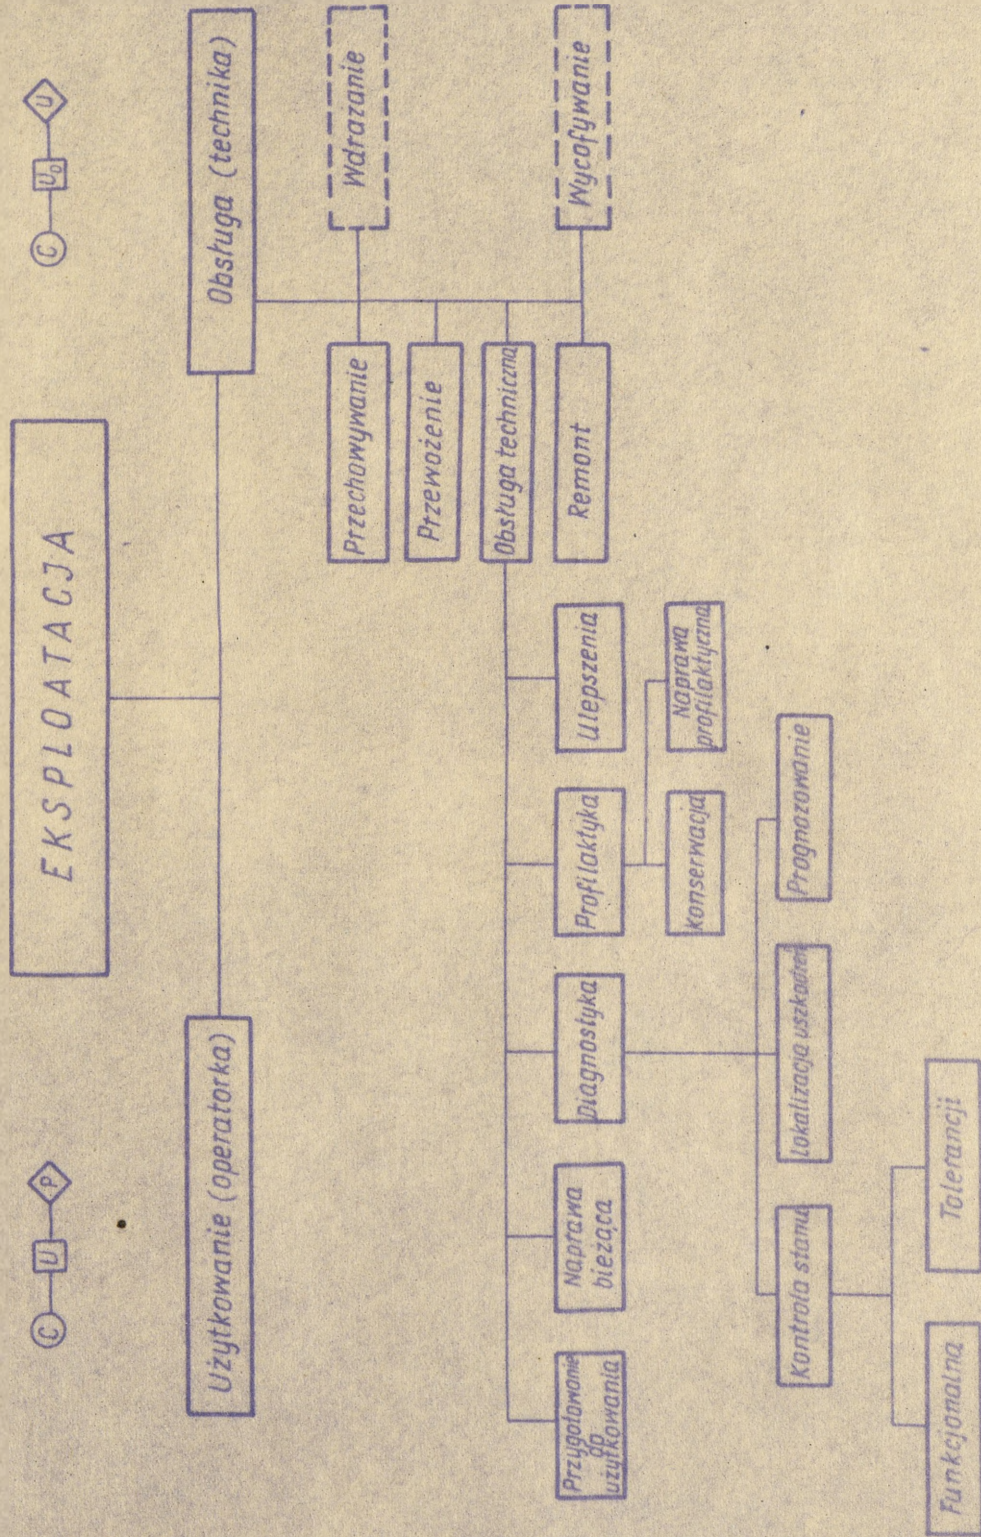 C U P
EKSPLOATACJA
C U₀ U
Użytkowanie (operatorka)
Obsługa (technika)
Przechowywanie
Wdrażanie
Przewożenie
Obsługa techniczna
Remont
Wycofywanie
Przygotowanie
do
użytkowania
Naprawa
bieżąca
Diagnostyka
Profilaktyka
Ulepszenia
Konserwacja
Naprawa
profilaktyczna
Kontrola stanu
Lokalizacja uszkodzeń
Prognozowanie
Funkcjonalna
Tolerancji